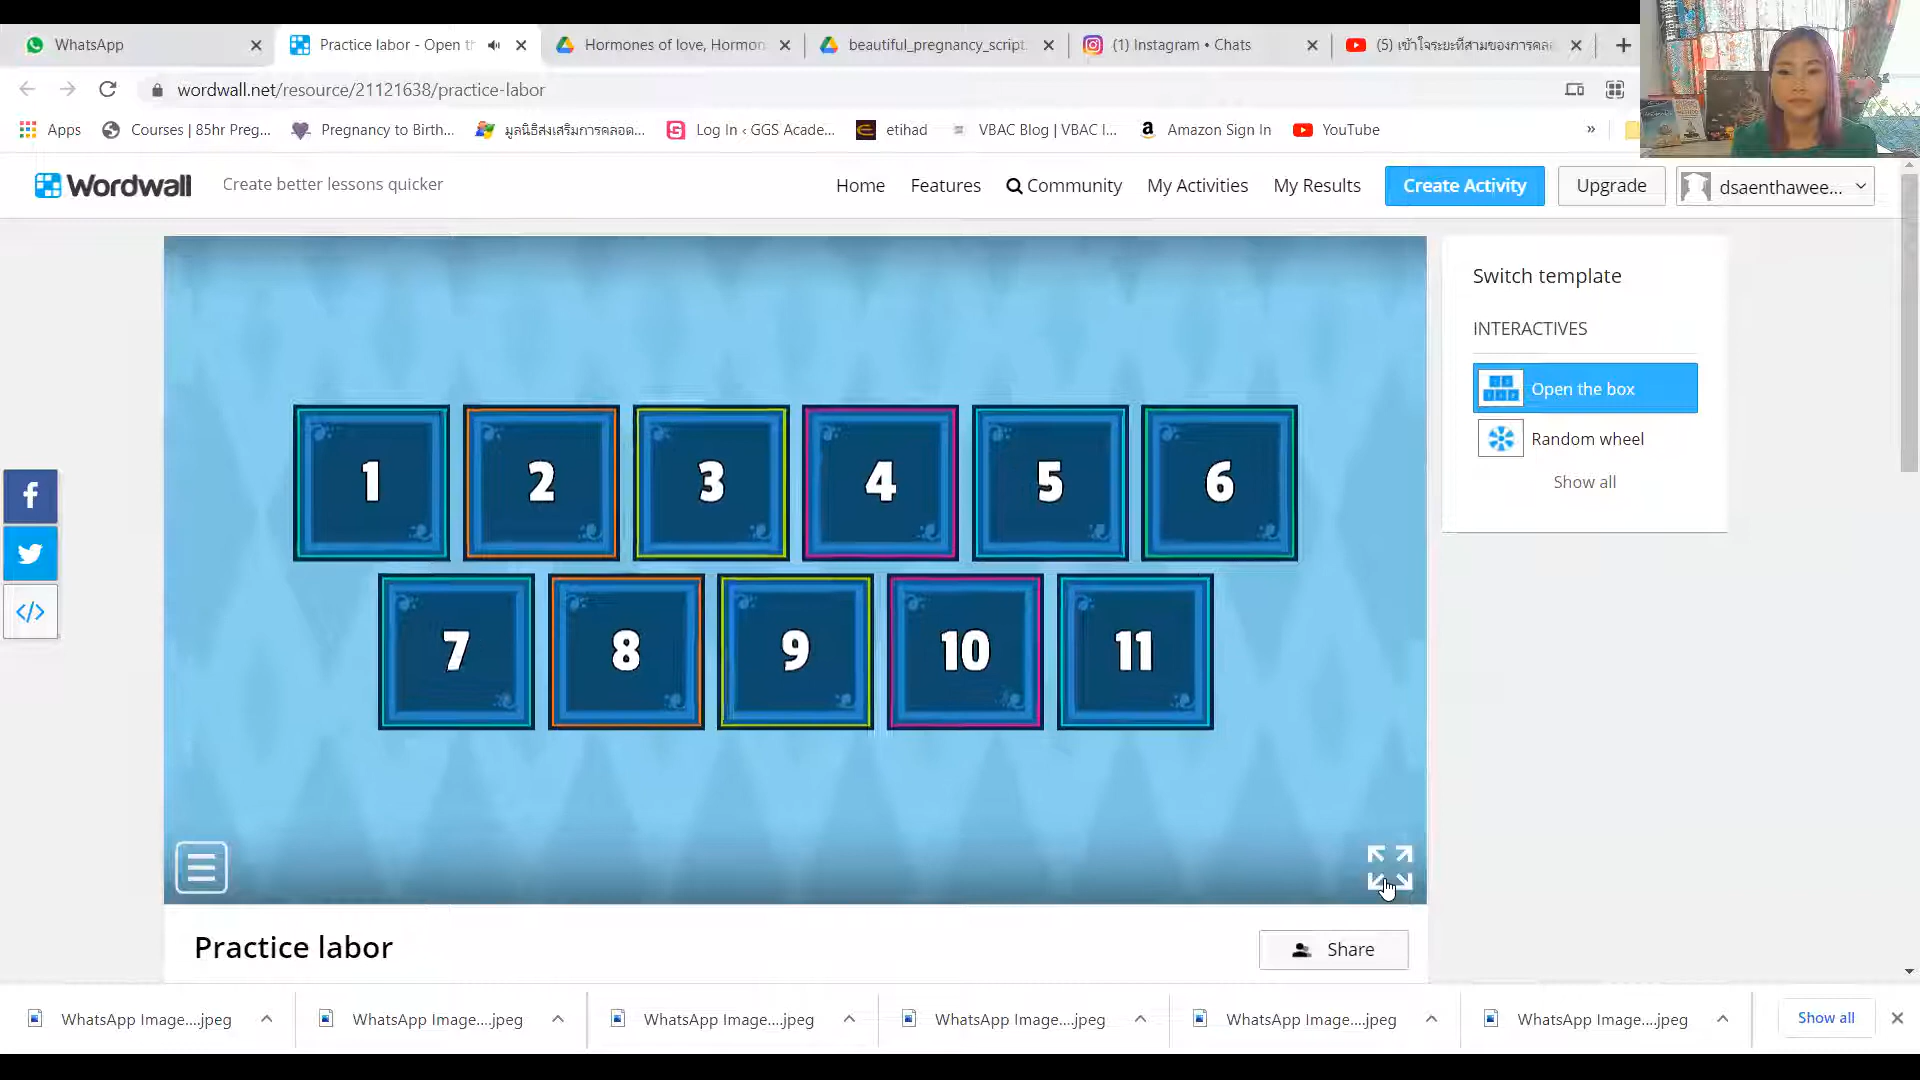 WhatsApp
Practice labor - Open th
Hormones of love, Hormon
beautiful_pregnancy_script.
(1) Instagram • Chats
(5) เข้าใจระยะที่สามของการคลอ
wordwall.net/resource/21121638/practice-labor
Apps
Courses | 85hr Preg...
Pregnancy to Birth...
มูลนิธิส่งเสริมการคลอด...
Log In ‹ GGS Acade...
etihad
VBAC Blog | VBAC I...
Amazon Sign In
YouTube
»
Wordwall
Create better lessons quicker
Home
Features
Community
My Activities
My Results
Create Activity
Upgrade
dsaenthawee...
Switch template
INTERACTIVES
Open the box
Random wheel
Show all
1
2
3
4
5
6
7
8
9
10
11
Practice labor
Share
WhatsApp Image....jpeg
WhatsApp Image....jpeg
WhatsApp Image....jpeg
WhatsApp Image....jpeg
WhatsApp Image....jpeg
WhatsApp Image....jpeg
Show all